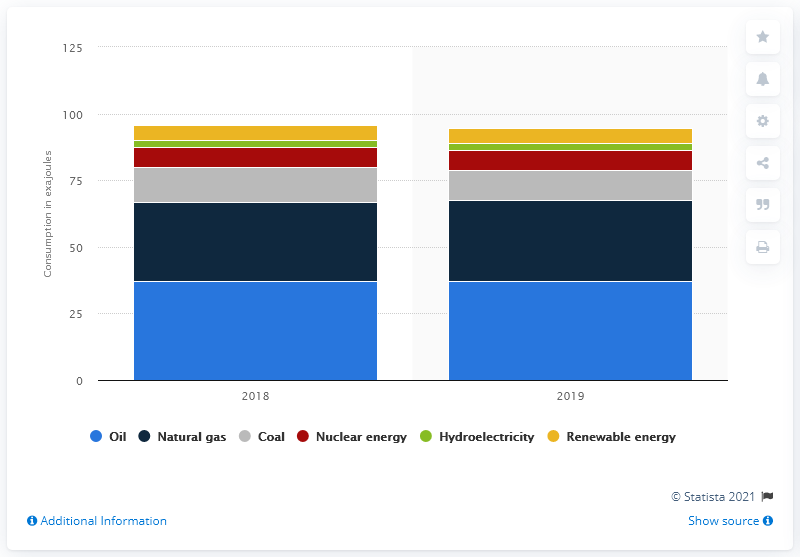 125
100
75
50
25
0
Consumption in exajoules
2018
2019
Oil
Natural gas
Coal
Nuclear energy
Hydroelectricity
Renewable energy
© Statista 2021
Additional Information
Show source